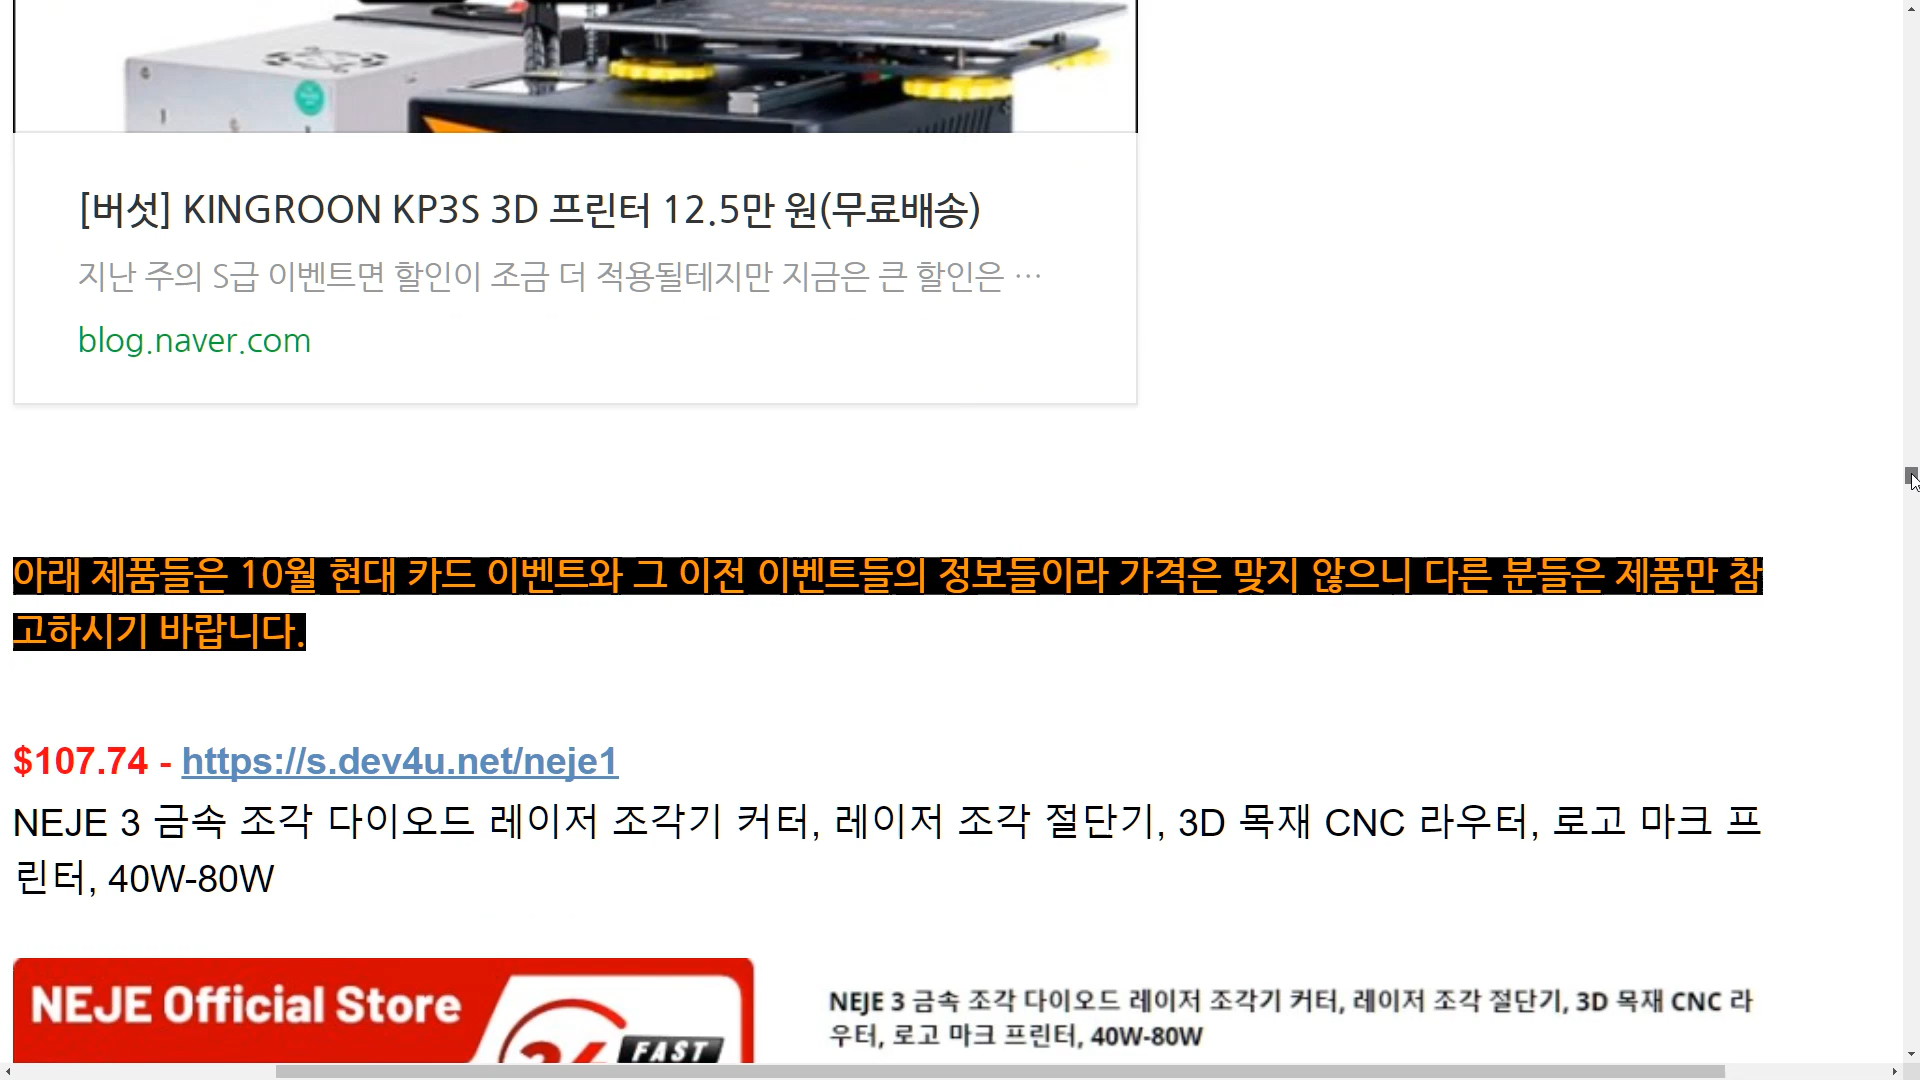 [버섯] KINGROON KP3S 3D 프린터 12.5만 원(무료배송)
지난 주의 S급 이벤트면 할인이 조금 더 적용될테지만 지금은 큰 할인은 …
blog.naver.com
아래 제품들은 10월 현대 카드 이벤트와 그 이전 이벤트들의 정보들이라 가격은 맞지 않으니 다른 분들은 제품만 참
고하시기 바랍니다.
$107.74 - https://s.dev4u.net/neje1
NEJE 3 금속 조각 다이오드 레이저 조각기 커터, 레이저 조각 절단기, 3D 목재 CNC 라우터, 로고 마크 프
린터, 40W-80W
NEJE Official Store
FAST
NEJE 3 금속 조각 다이오드 레이저 조각기 커터, 레이저 조각 절단기, 3D 목재 CNC 라
우터, 로고 마크 프린터, 40W-80W